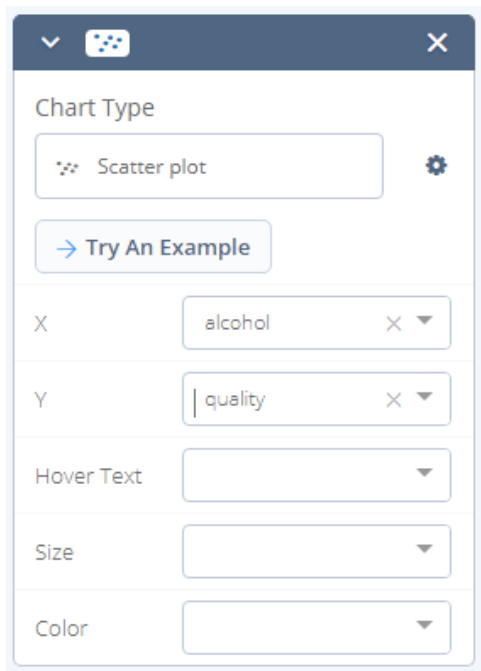 Chart Type
Scatter plot
Try An Example
X alcohol
Y quality
Hover Text
Size
Color